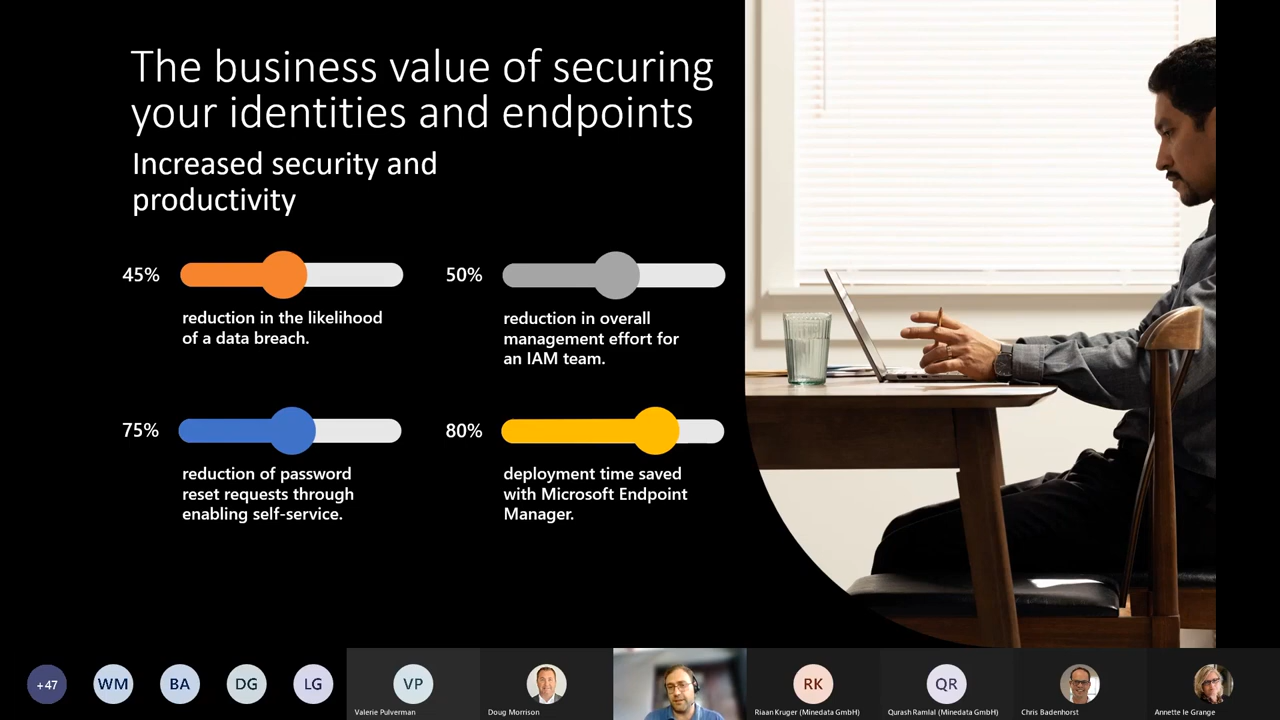 The business value of securing
your identities and endpoints
Increased security and
productivity
45%
reduction in the likelihood
of a data breach.
50%
reduction in overall
management effort for
an IAM team.
75%
reduction of password
reset requests through
enabling self-service.
80%
deployment time saved
with Microsoft Endpoint
Manager.
+47
WM
BA
DG
LG
VP
Valerie Pulverman
Doug Morrison
RK
Riaan Kruger (Minedata GmbH)
QR
Qurash Ramlal (Minedata GmbH)
Chris Badenhorst
Annette le Grange